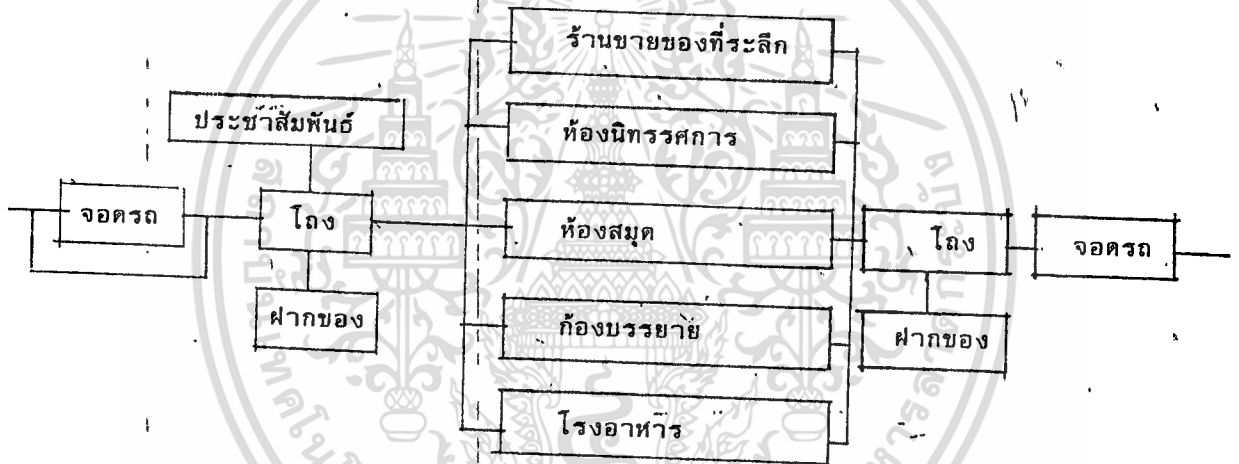 ร้านขายของที่ระลึก
ประชาสัมพันธ์
ห้องนิทรรศการ
จอดรถ
โถง
ห้องสมุด
โถง
จอดรถ
ฝากของ
ก้องบรรยาย
ฝากของ
โรงอาหาร